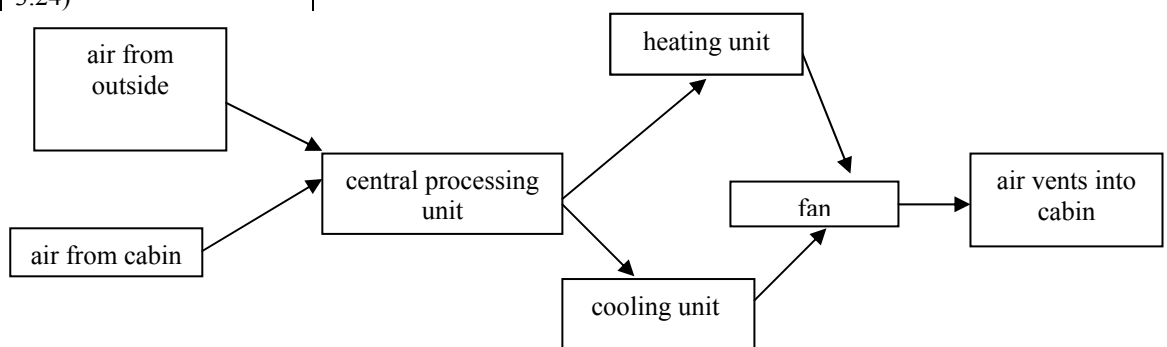 5.24)
air from
outside
heating unit
central processing
unit
fan
air vents into
cabin
air from cabin
cooling unit